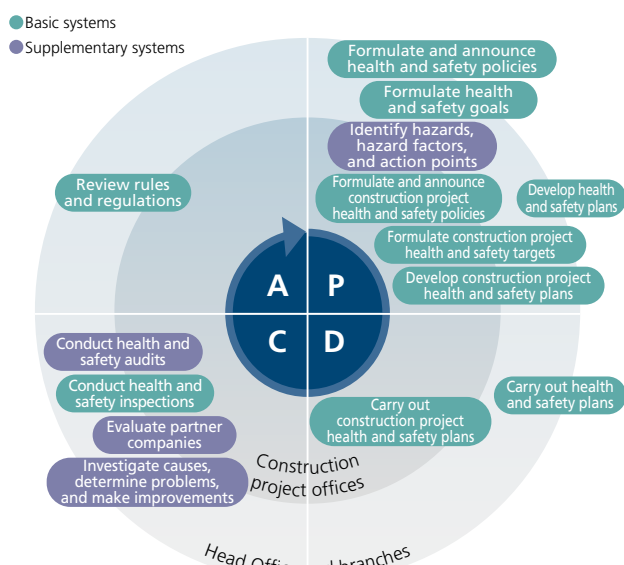 Basic systems
Supplementary systems
Formulate and announce
health and safety policies
Formulate health
and safety goals
Identify hazards,
hazard factors,
and action points
Review rules
and regulations
Formulate and announce
construction project
health and safety policies
Develop health
and safety plans
Formulate construction project
health and safety targets
Develop construction project
health and safety plans
A P
C D
Conduct health and
safety audits
Conduct health and
safety inspections
Evaluate partner
companies
Investigate causes,
determine problems,
and make improvements
Carry out health
and safety plans
Carry out
construction project
health and safety plans
Construction
project offices
Head branches